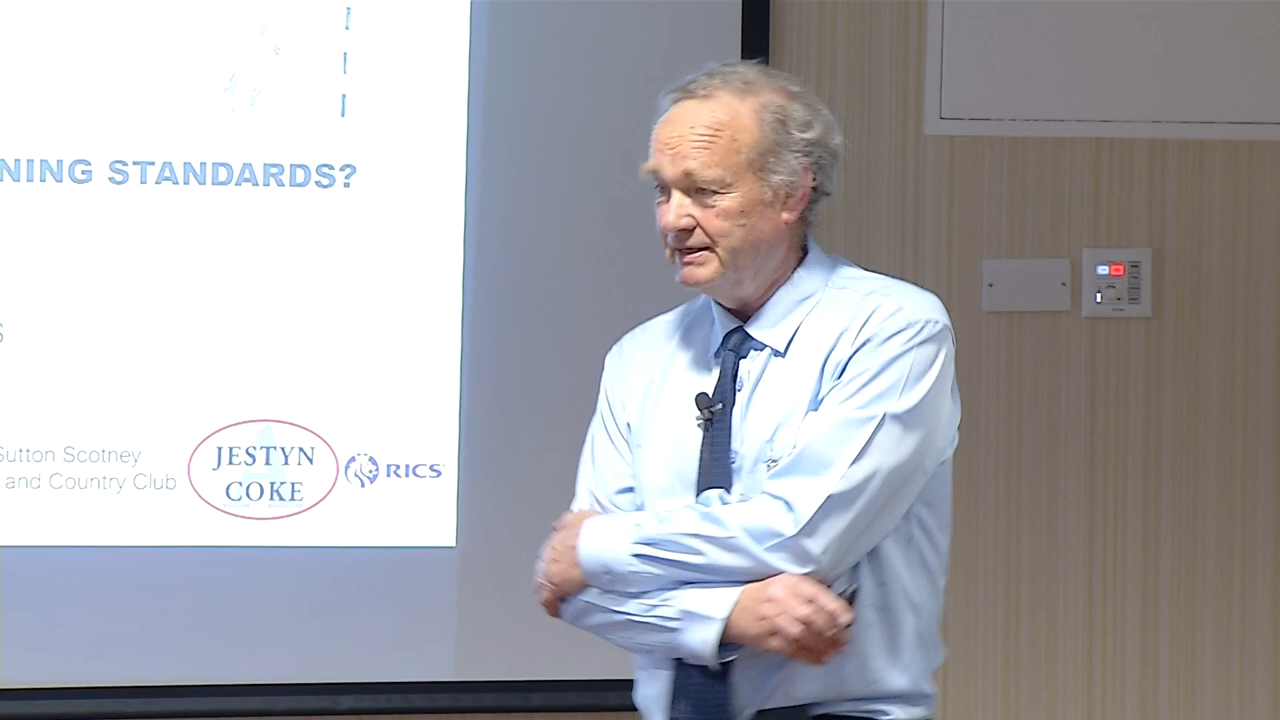 NING STANDARDS?
S
Sutton Scotney
and Country Club
JESTYN
COKE
RICS